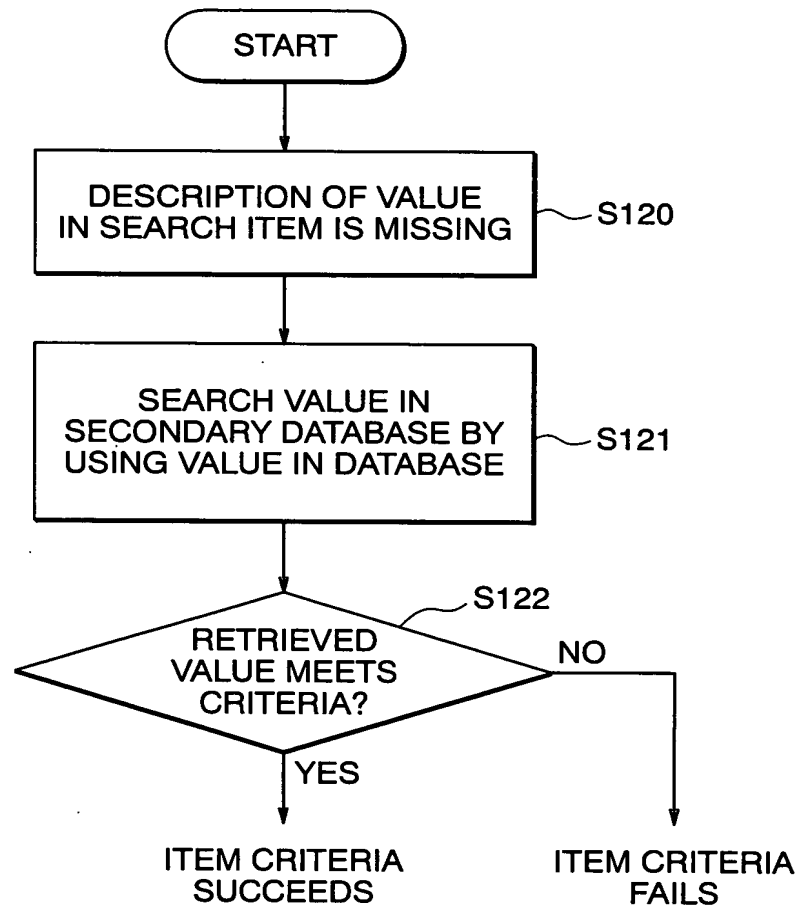 START
DESCRIPTION OF VALUE
IN SEARCH ITEM IS MISSING
S120
SEARCH VALUE IN
SECONDARY DATABASE BY
USING VALUE IN DATABASE
S121
S122
RETRIEVED
VALUE MEETS
CRITERIA?
NO
YES
ITEM CRITERIA
SUCCEEDS
ITEM CRITERIA
FAILS